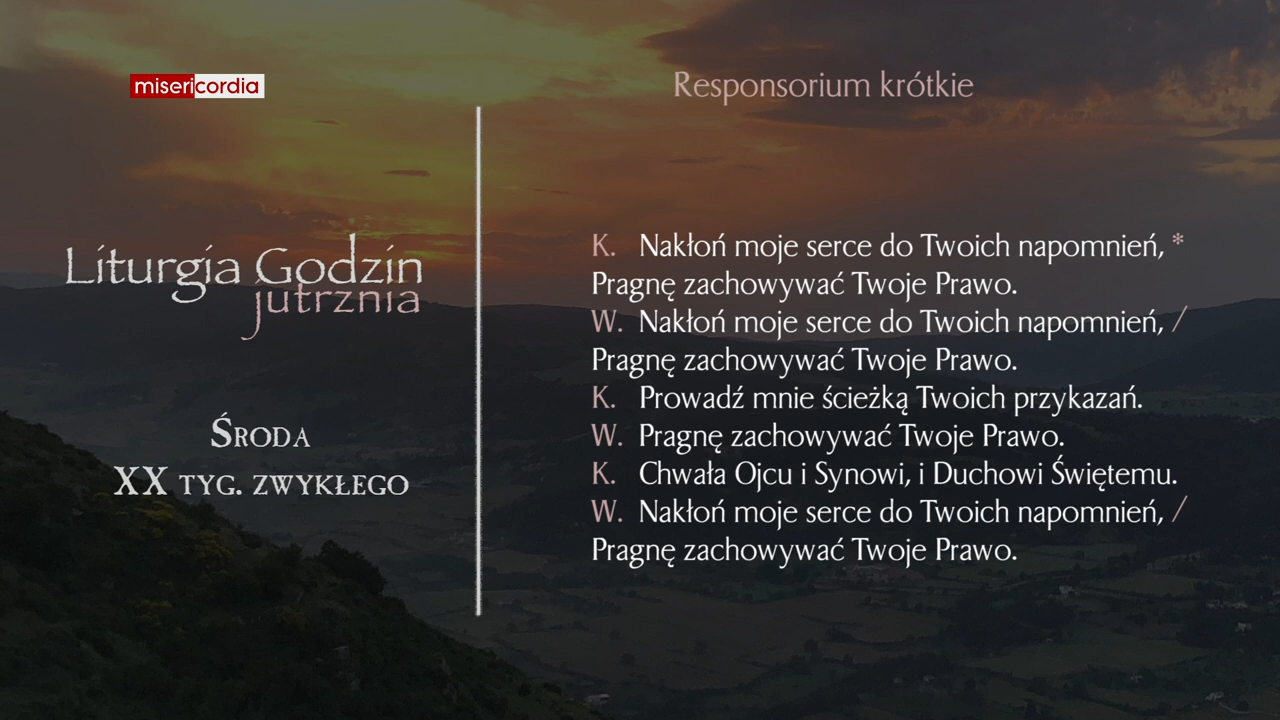 misericordia
Liturgia Godzin
jutrznia
Środa
XX tyg. zwykłego
Responsorium krótkie
K. Nakłoń moje serce do Twoich napomnień, *
Pragnę zachowywać Twoje Prawo.
W. Nakłoń moje serce do Twoich napomnień, /
Pragnę zachowywać Twoje Prawo.
K. Prowadź mnie ścieżką Twoich przykazań.
W. Pragnę zachowywać Twoje Prawo.
K. Chwała Ojcu i Synowi, i Duchowi Świętemu.
W. Nakłoń moje serce do Twoich napomnień, /
Pragnę zachowywać Twoje Prawo.